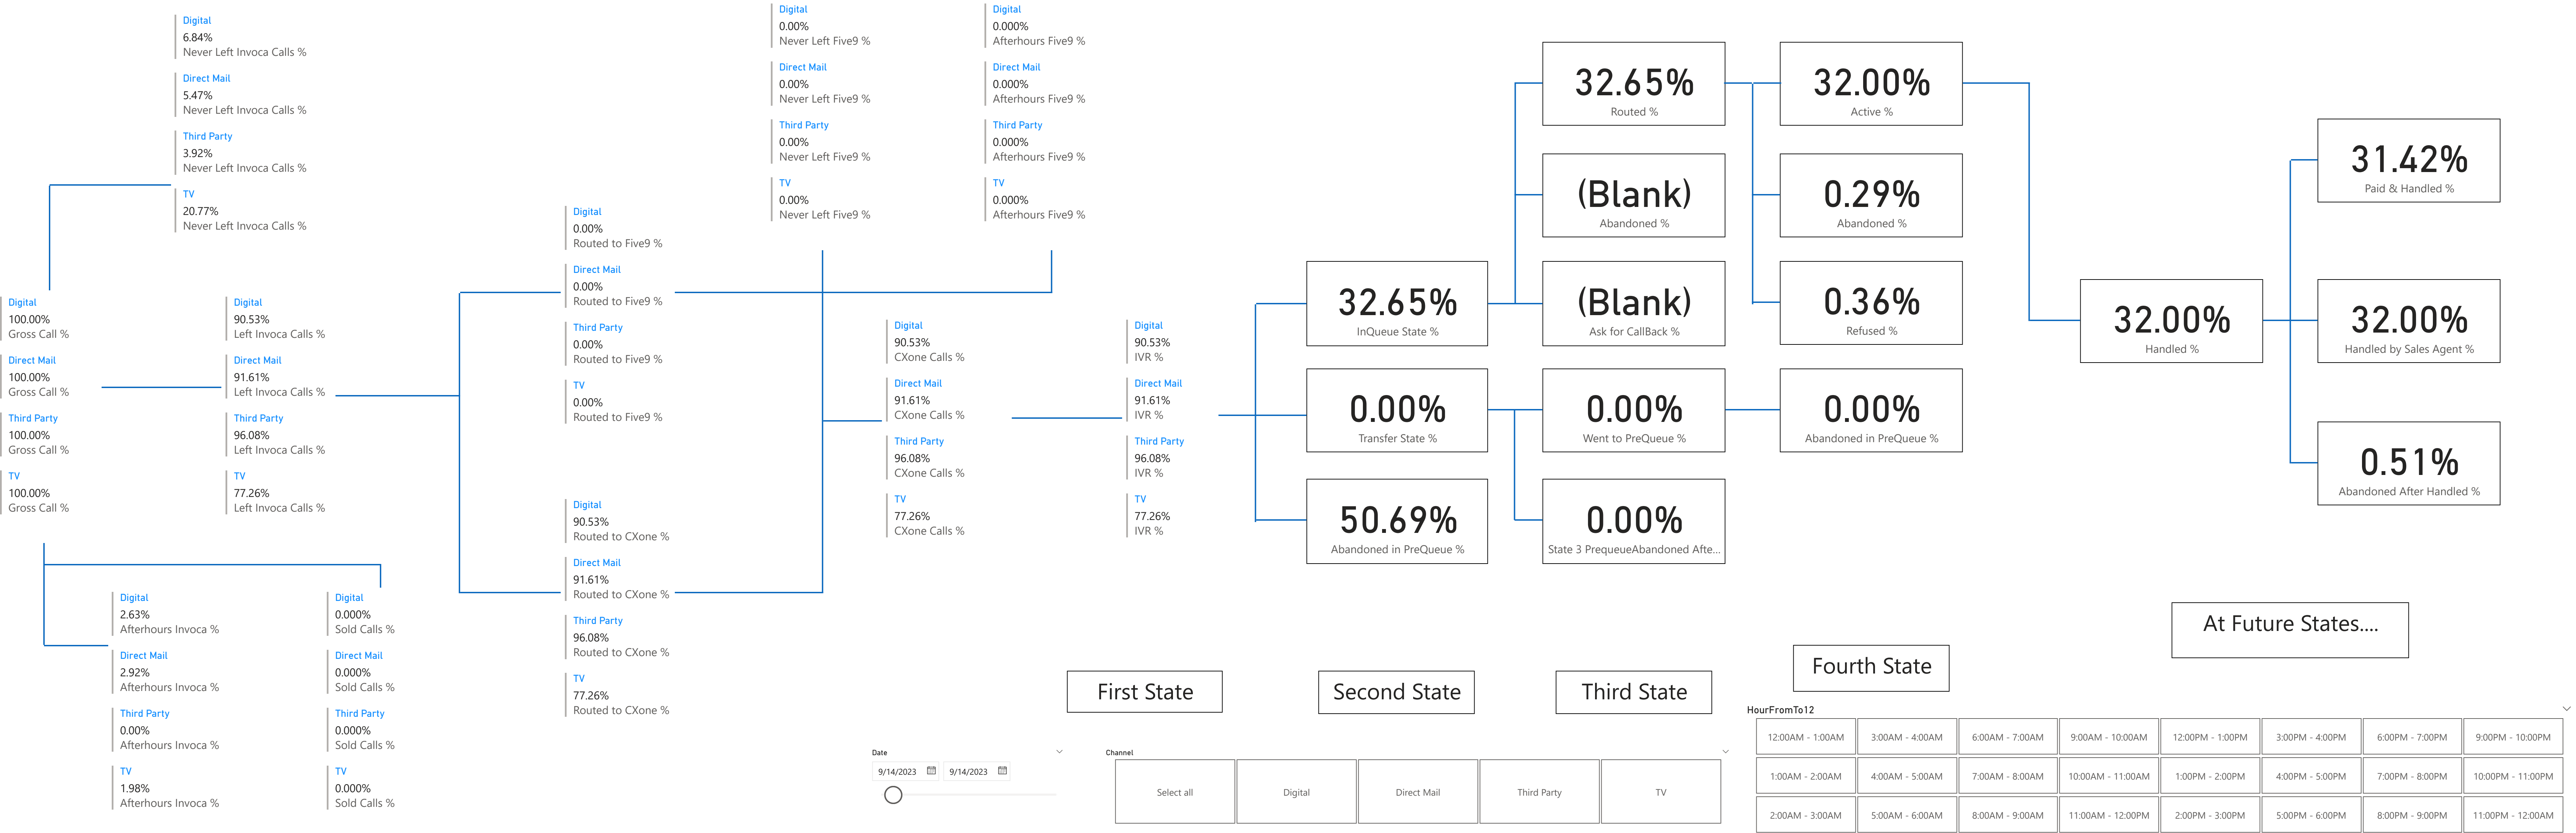 Digital
6.84%
Never Left Invoca Calls %
Direct Mail
5.47%
Never Left Invoca Calls %
Third Party
3.92%
Never Left Invoca Calls %
TV
20.77%
Never Left Invoca Calls %
Digital
100.00%
Gross Call %
Direct Mail
100.00%
Gross Call %
Third Party
100.00%
Gross Call %
TV
100.00%
Gross Call %
Digital
90.53%
Left Invoca Calls %
Direct Mail
91.61%
Left Invoca Calls %
Third Party
96.08%
Left Invoca Calls %
TV
77.26%
Left Invoca Calls %
Digital
2.63%
Afterhours Invoca %
Direct Mail
2.92%
Afterhours Invoca %
Third Party
0.00%
Afterhours Invoca %
TV
1.98%
Afterhours Invoca %
Digital
0.000%
Sold Calls %
Direct Mail
0.000%
Sold Calls %
Third Party
0.000%
Sold Calls %
TV
0.000%
Sold Calls %
Digital
0.00%
Routed to Five9 %
Direct Mail
0.00%
Routed to Five9 %
Third Party
0.00%
Routed to Five9 %
TV
0.00%
Routed to Five9 %
Digital
90.53%
Routed to CXone %
Direct Mail
91.61%
Routed to CXone %
Third Party
96.08%
Routed to CXone %
TV
77.26%
Routed to CXone %
Digital
0.00%
Never Left Five9 %
Direct Mail
0.00%
Never Left Five9 %
Third Party
0.00%
Never Left Five9 %
TV
0.00%
Never Left Five9 %
Digital
0.000%
Afterhours Five9 %
Direct Mail
0.000%
Afterhours Five9 %
Third Party
0.000%
Afterhours Five9 %
TV
0.000%
Afterhours Five9 %
Digital
90.53%
CXone Calls %
Direct Mail
91.61%
CXone Calls %
Third Party
96.08%
CXone Calls %
TV
77.26%
CXone Calls %
Digital
90.53%
IVR %
Direct Mail
91.61%
IVR %
Third Party
96.08%
IVR %
TV
77.26%
IVR %
32.65%
InQueue State %
0.00%
Transfer State %
50.69%
Abandoned in PreQueue %
32.65%
Routed %
(Blank)
Abandoned %
(Blank)
Ask for CallBack %
0.00%
Went to PreQueue %
0.00%
State 3 PrequeueAbandoned Afte...
32.00%
Active %
0.29%
Abandoned %
0.36%
Refused %
0.00%
Abandoned in PreQueue %
32.00%
Handled %
31.42%
Paid & Handled %
32.00%
Handled by Sales Agent %
0.51%
Abandoned After Handled %
First State
Second State
Third State
Fourth State
At Future States....
Date
9/14/2023 9/14/2023
Channel
Select all Digital Direct Mail Third Party TV
HourFromTo12
12:00AM - 1:00AM 3:00AM - 4:00AM 6:00AM - 7:00AM 9:00AM - 10:00AM 12:00PM - 1:00PM 3:00PM - 4:00PM 6:00PM - 7:00PM 9:00PM - 10:00PM
1:00AM - 2:00AM 4:00AM - 5:00AM 7:00AM - 8:00AM 10:00AM - 11:00AM 1:00PM - 2:00PM 4:00PM - 5:00PM 7:00PM - 8:00PM 10:00PM - 11:00PM
2:00AM - 3:00AM 5:00AM - 6:00AM 8:00AM - 9:00AM 11:00AM - 12:00PM 2:00PM - 3:00PM 5:00PM - 6:00PM 8:00PM - 9:00PM 11:00PM - 12:00AM